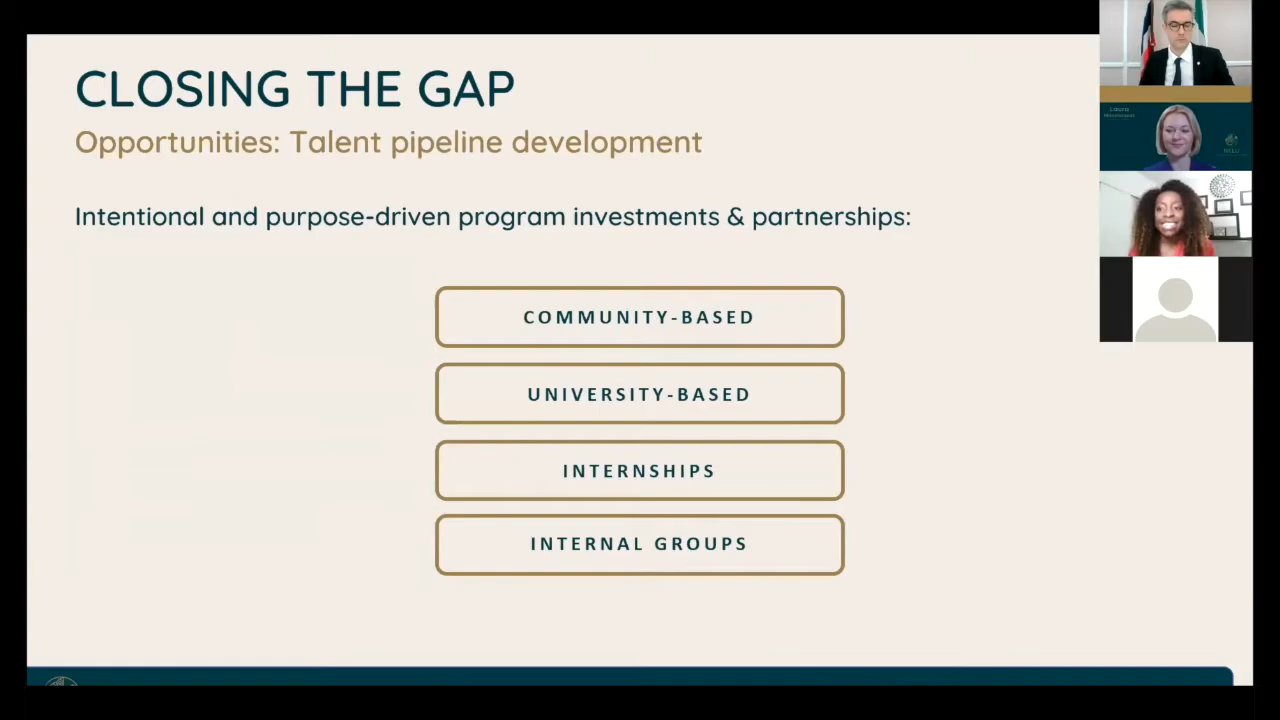 CLOSING THE GAP
Opportunities: Talent pipeline development
Intentional and purpose-driven program investments & partnerships:
COMMUNITY-BASED
UNIVERSITY-BASED
INTERNSHIPS
INTERNAL GROUPS
Laura